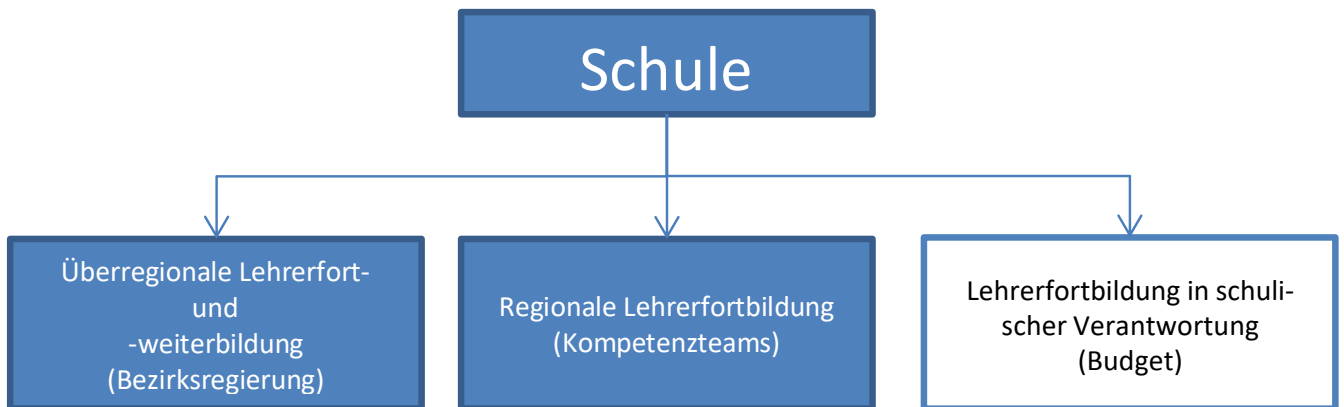 Schule
Überregionale Lehrerfort-
und
-weiterbildung
(Bezirksregierung)
Regionale Lehrerfortbildung
(Kompetenzteams)
Lehrerfortbildung in schuli-
scher Verantwortung
(Budget)